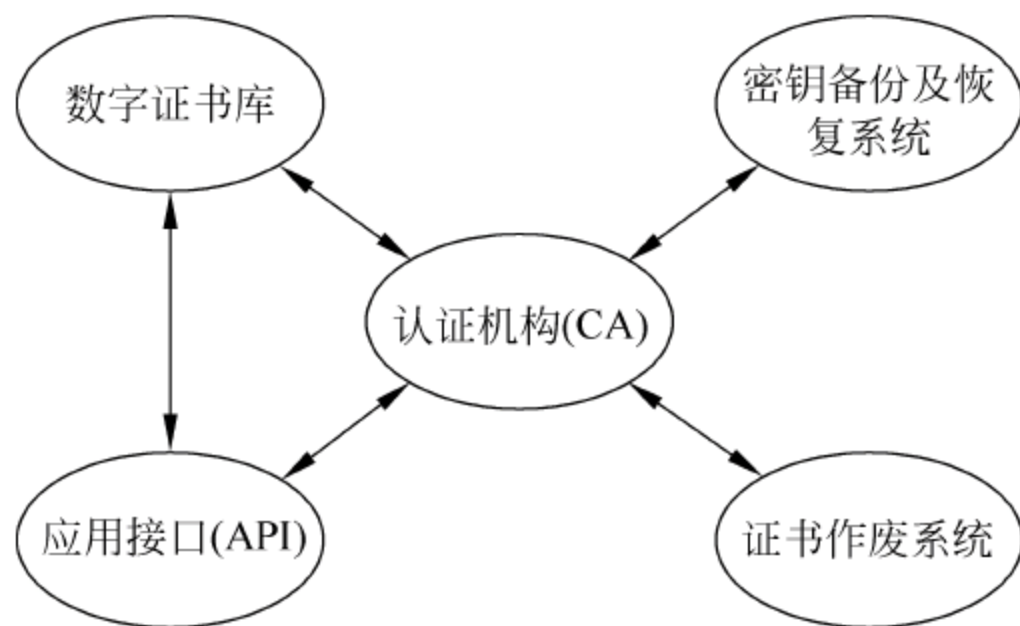 数字证书库
密钥备份及恢
复系统
认证机构(CA)
应用接口(API)
证书作废系统